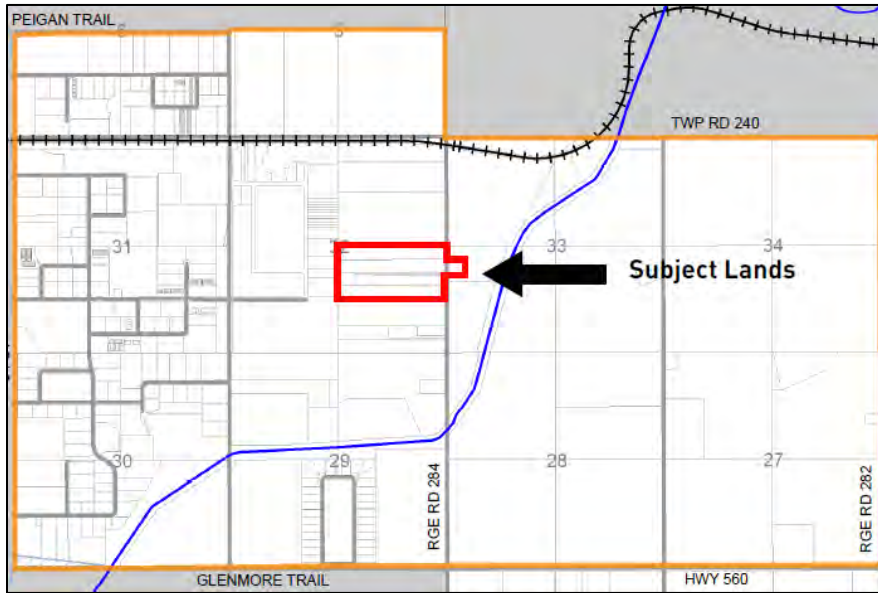 PEIGAN TRAIL
6
5
TWP RD 240
31
33
34
Subject Lands
30
29
28
27
RGE RD 284
RGE RD 282
GLENMORE TRAIL
HWY 560